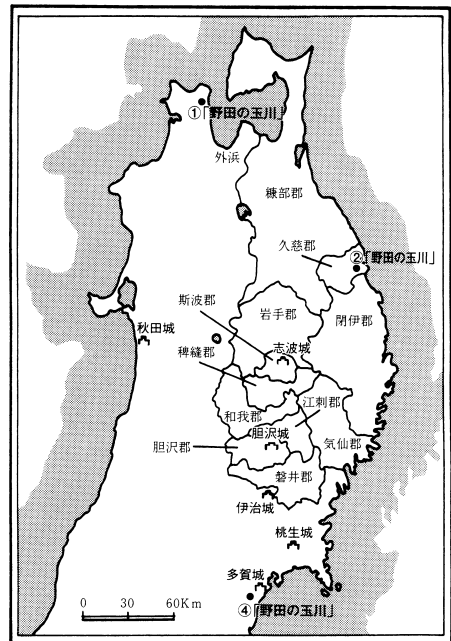 ①「野田の玉川」
外浜
糠部郡
久慈郡
②「野田の玉川」
斯波郡
岩手郡
閉伊郡
秋田城
志波城
稗縫郡
江刺郡
和我郡
胆沢城
胆沢郡
気仙郡
磐井郡
伊治城
桃生城
多賀城
④「野田の玉川」
0 30 60Km